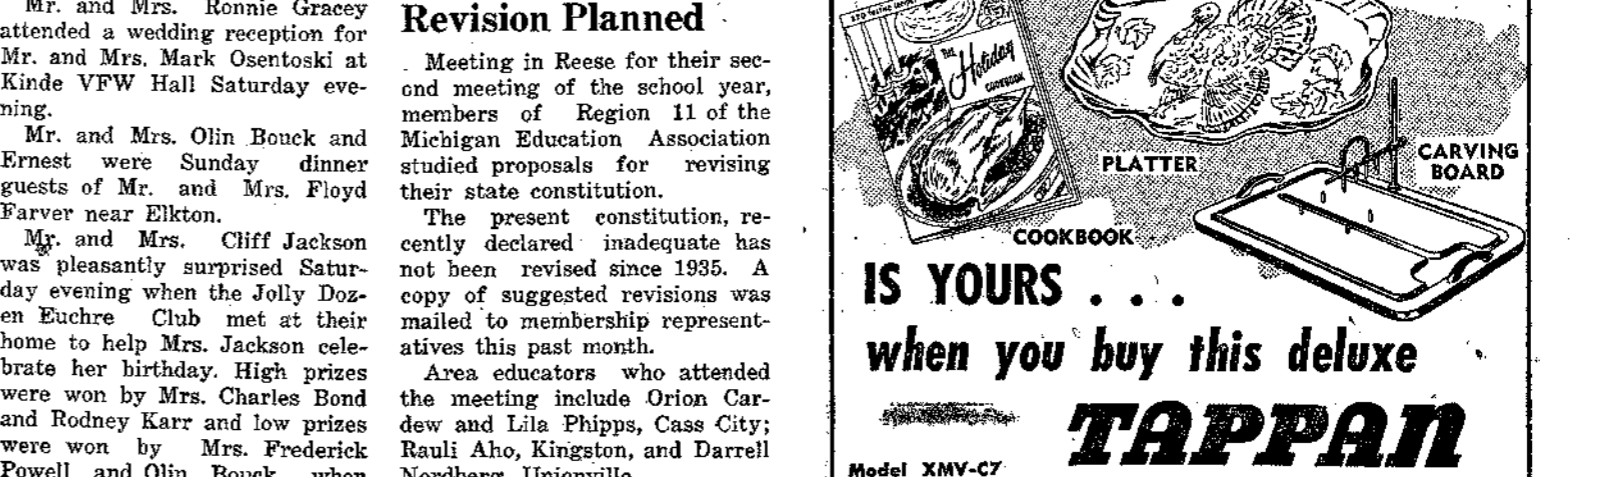 Mr. and Mrs. Ronnie Gracey
attended a wedding reception for
Mr. and Mrs. Mark Osentoski at
Kinde VFW Hall Saturday eve-
ning.
Mr. and Mrs. Olin Bouck and
Ernest were Sunday dinner
guests of Mr. and Mrs. Floyd
Farver near Elkton.
Mr. and Mrs. Cliff Jackson
was pleasantly surprised Satur-
day evening when the Jolly Doz-
en Euchre Club met at their
home to help Mrs. Jackson cele-
brate her birthday. High prizes
were won by Mrs. Charles Bond
and Rodney Karr and low prizes
were won by Mrs. Frederick
Powell and Olin Bouck when
Revision Planned
Meeting in Reese for their sec-
ond meeting of the school year,
members of Region 11 of the
Michigan Education Association
studied proposals for revising
their state constitution.
The present constitution, re-
cently declared inadequate has
not been revised since 1935. A
copy of suggested revisions was
mailed to membership represent-
atives this past month.
Area educators who attended
the meeting include Orion Car-
dew and Lila Phipps, Cass City;
Rauli Aho, Kingston, and Darrell
Nordberg, Unionville.
THE
Holiday
COOKBOOK
PLATTER
CARVING
BOARD
COOKBOOK
IS YOURS . . .
when you buy this deluxe
TAPPAN
Model XMV-C7